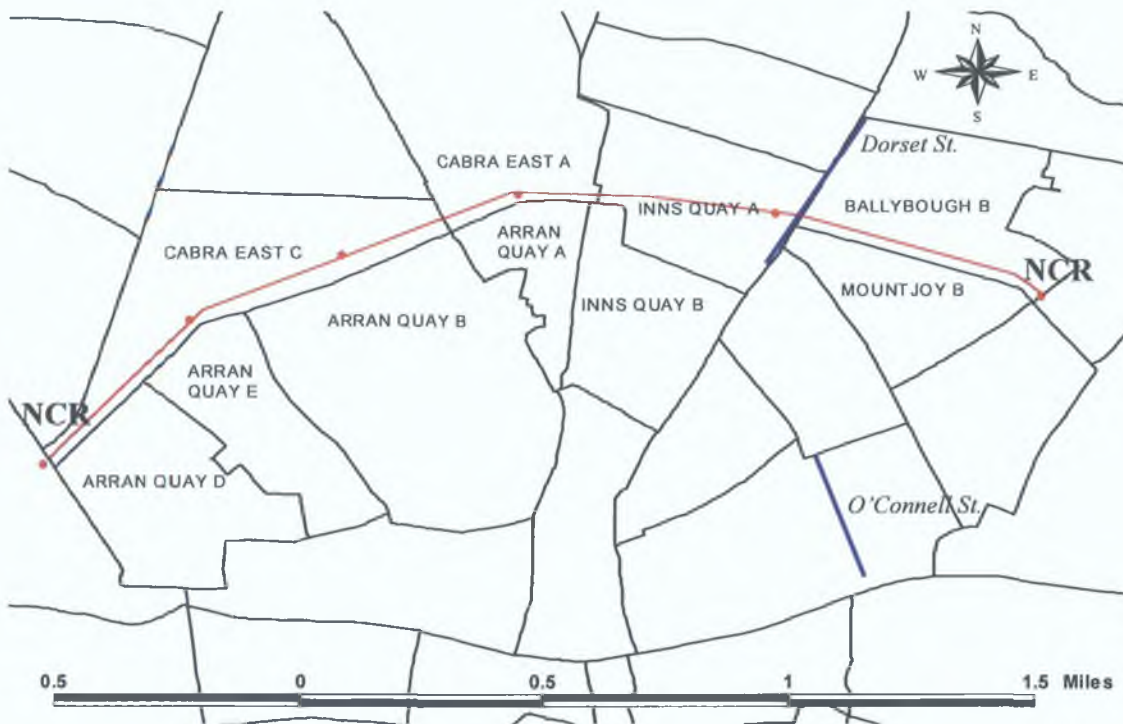 N
W E
S
Dorset St.
CABRA EAST A
INNS QUAY A
BALLYBOUGH B
CABRA EAST C
ARRAN
QUAY A
NCR
MOUNTJOY B
INNS QUAY B
ARRAN QUAY B
ARRAN
QUAY E
NCR
ARRAN QUAY D
O'Connell St.
0.5 0 0.5 1 1.5 Miles